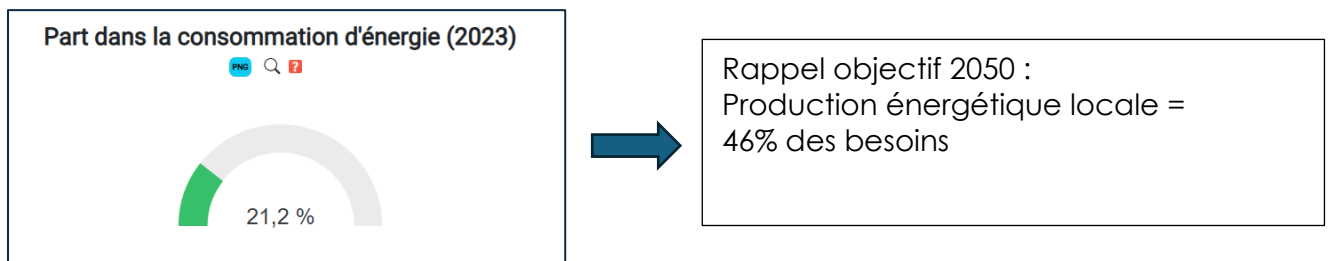 Part dans la consommation d'énergie (2023)
PNG ?
21,2 %
Rappel objectif 2050 :
Production énergétique locale =
46% des besoins